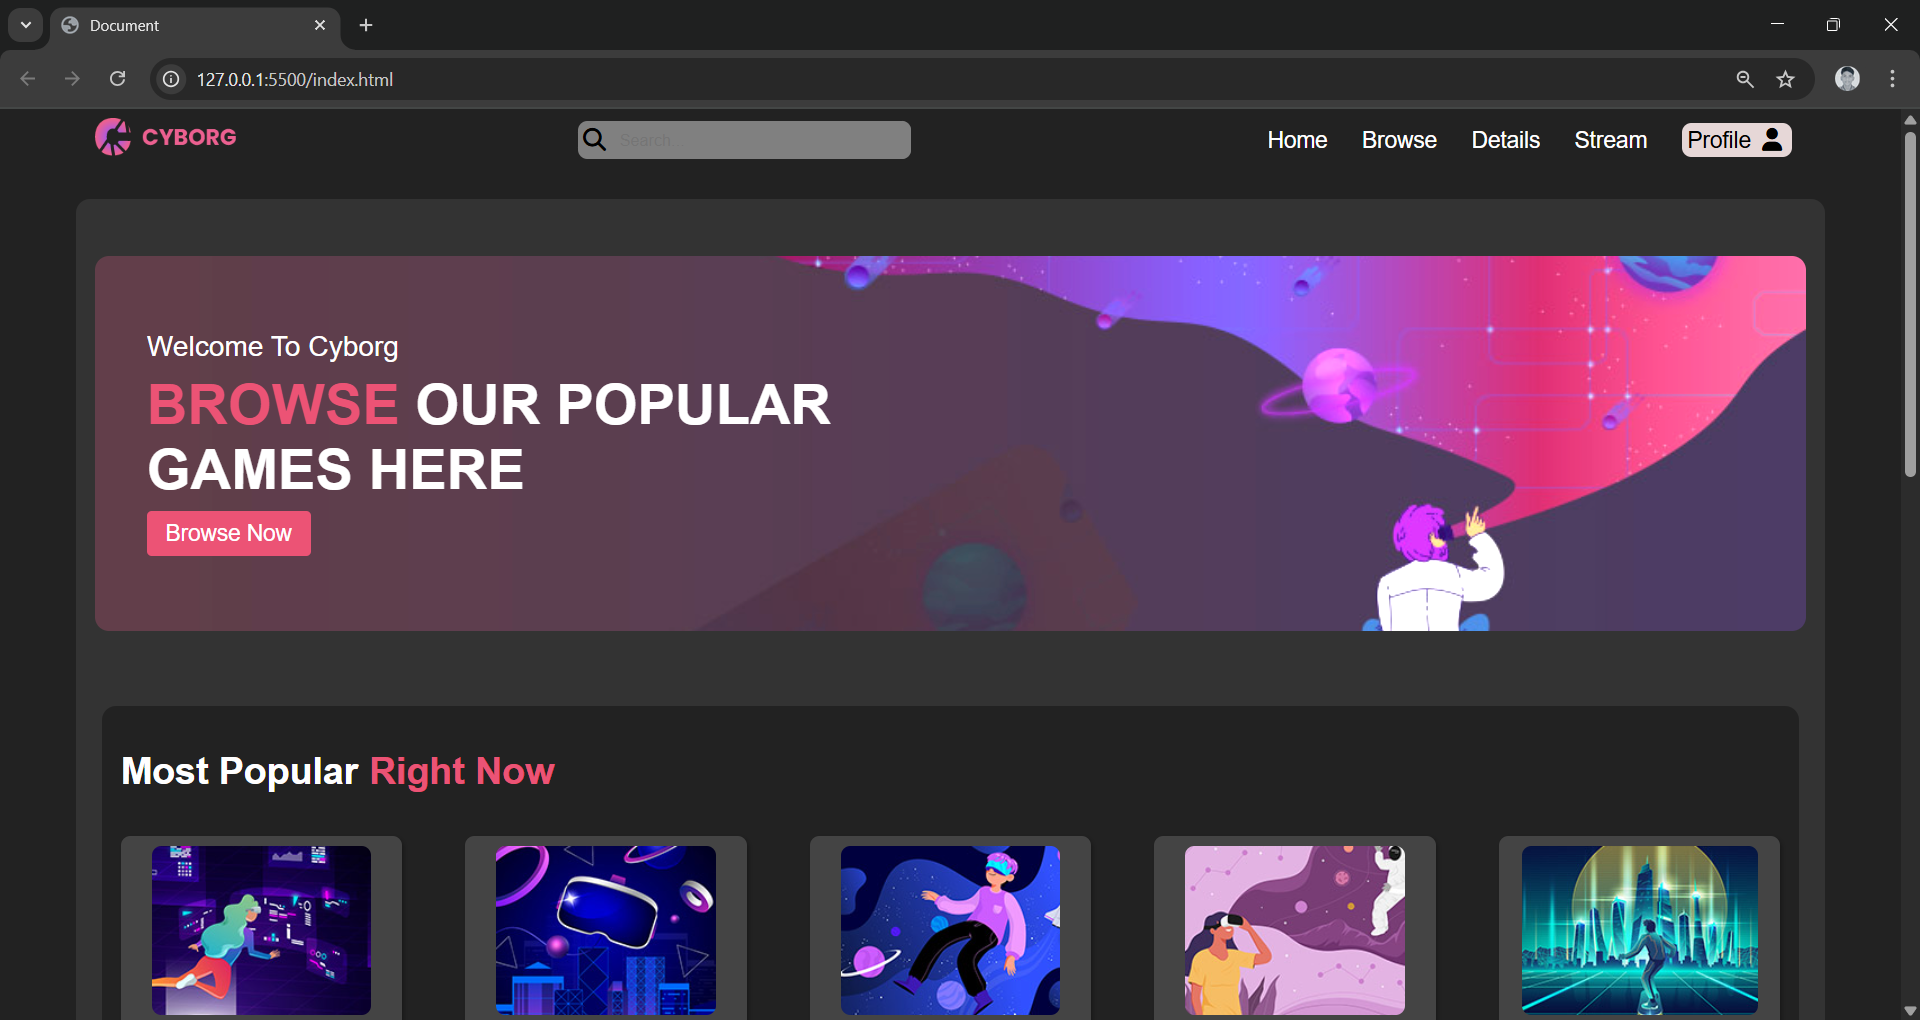 Document
127.0.0.1:5500/index.html
CYBORG
Search
Home Browse Details Stream Profile
Welcome To Cyborg
BROWSE OUR POPULAR
GAMES HERE
Browse Now
Most Popular Right Now